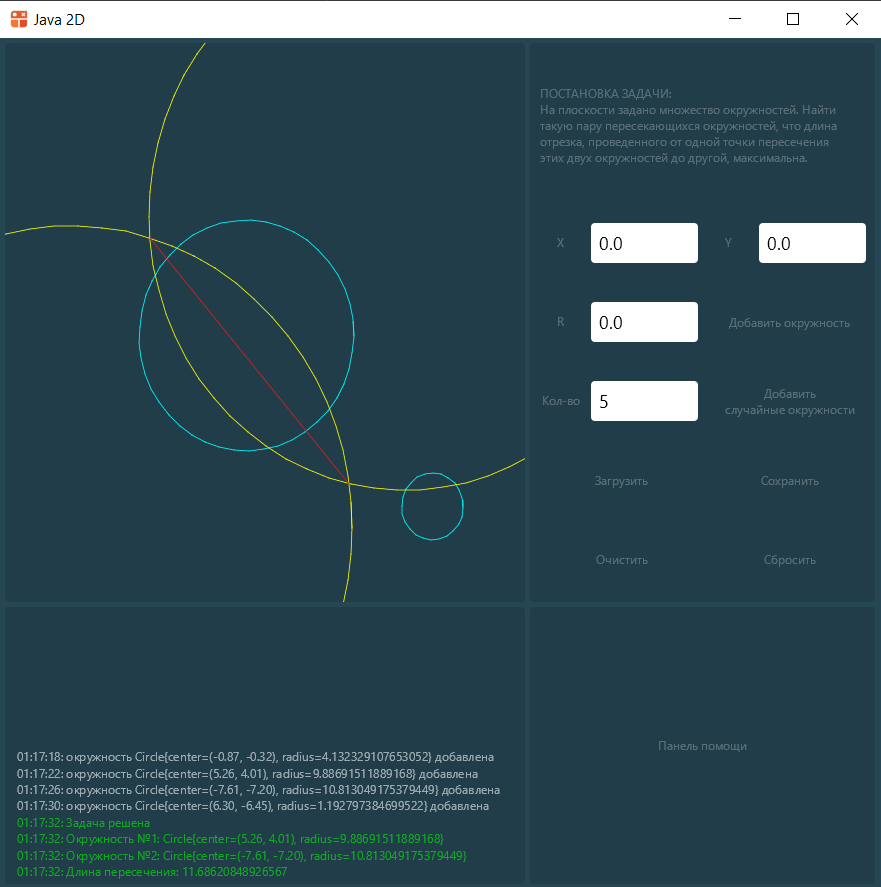 Java 2D
ПОСТАНОВКА ЗАДАЧИ:
На плоскости задано множество окружностей. Найти
такую пару пересекающихся окружностей, что длина
отрезка, проведенного от одной точки пересечения
этих двух окружностей до другой, максимальна.
X 0.0 Y 0.0
R 0.0 Добавить окружность
Кол-во 5 Добавить
случайные окружности
Загрузить Сохранить
Очистить Сбросить
01:17:18: окружность Circle{center=(-0.87, -0.32), radius=4.132329107653052} добавлена
01:17:22: окружность Circle{center=(5.26, 4.01), radius=9.88691511889168} добавлена
01:17:26: окружность Circle{center=(-7.61, -7.20), radius=10.813049175379449} добавлена
01:17:30: окружность Circle{center=(6.30, -6.45), radius=1.192797384699522} добавлена
01:17:32: Задача решена
01:17:32: Окружность №1: Circle{center=(5.26, 4.01), radius=9.88691511889168}
01:17:32: Окружность №2: Circle{center=(-7.61, -7.20), radius=10.813049175379449}
01:17:32: Длина пересечения: 11.68620848926567
Панель помощи